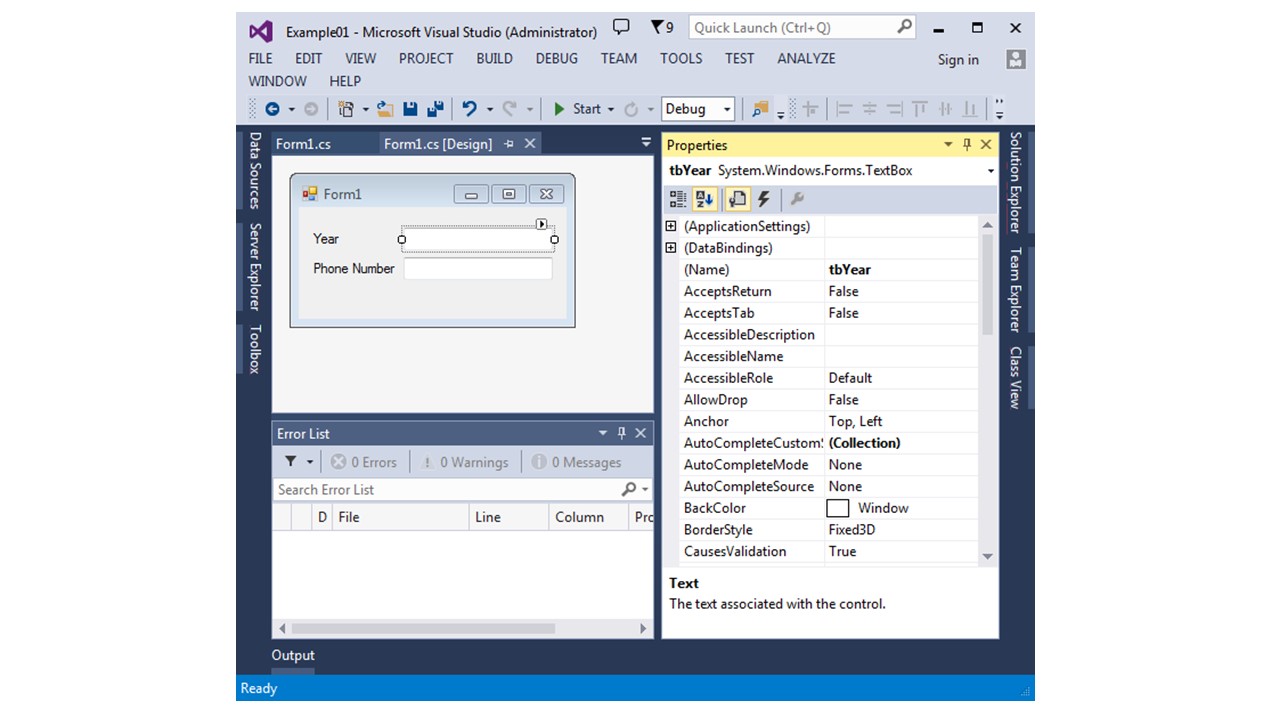 Example01 - Microsoft Visual Studio (Administrator)
9
Quick Launch (Ctrl+Q)
FILE EDIT VIEW PROJECT BUILD DEBUG TEAM TOOLS TEST ANALYZE
Sign in
WINDOW HELP
Start
Debug
Data Sources
Server Explorer
Toolbox
Form1.cs
Form1.cs [Design]
Form1
Year
Phone Number
Error List
0 Errors
0 Warnings
0 Messages
Search Error List
D File Line Column Prc
Output
Properties
tbYear System.Windows.Forms.TextBox
(ApplicationSettings)
(DataBindings)
(Name) tbYear
AcceptsReturn False
AcceptsTab False
AccessibleDescription
AccessibleName
AccessibleRole Default
AllowDrop False
Anchor Top, Left
AutoCompleteCustomS (Collection)
AutoCompleteMode None
AutoCompleteSource None
BackColor Window
BorderStyle Fixed3D
CausesValidation True
Text
The text associated with the control.
Solution Explorer
Team Explorer
Class View
Ready